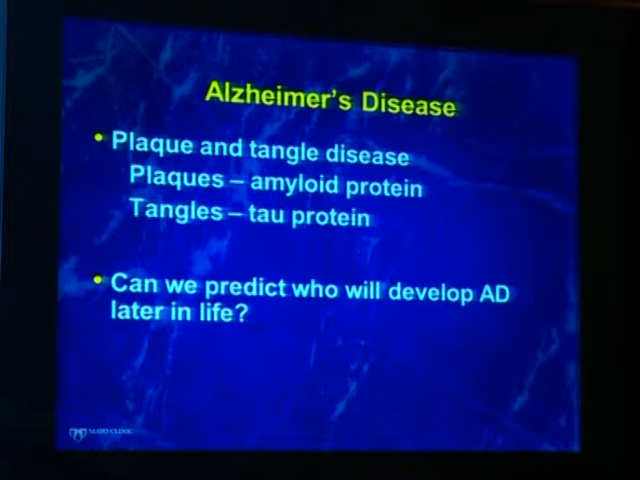 Alzheimer's Disease
• Plaque and tangle disease
Plaques – amyloid protein
Tangles – tau protein
• Can we predict who will develop AD
later in life?
MAYO CLINIC